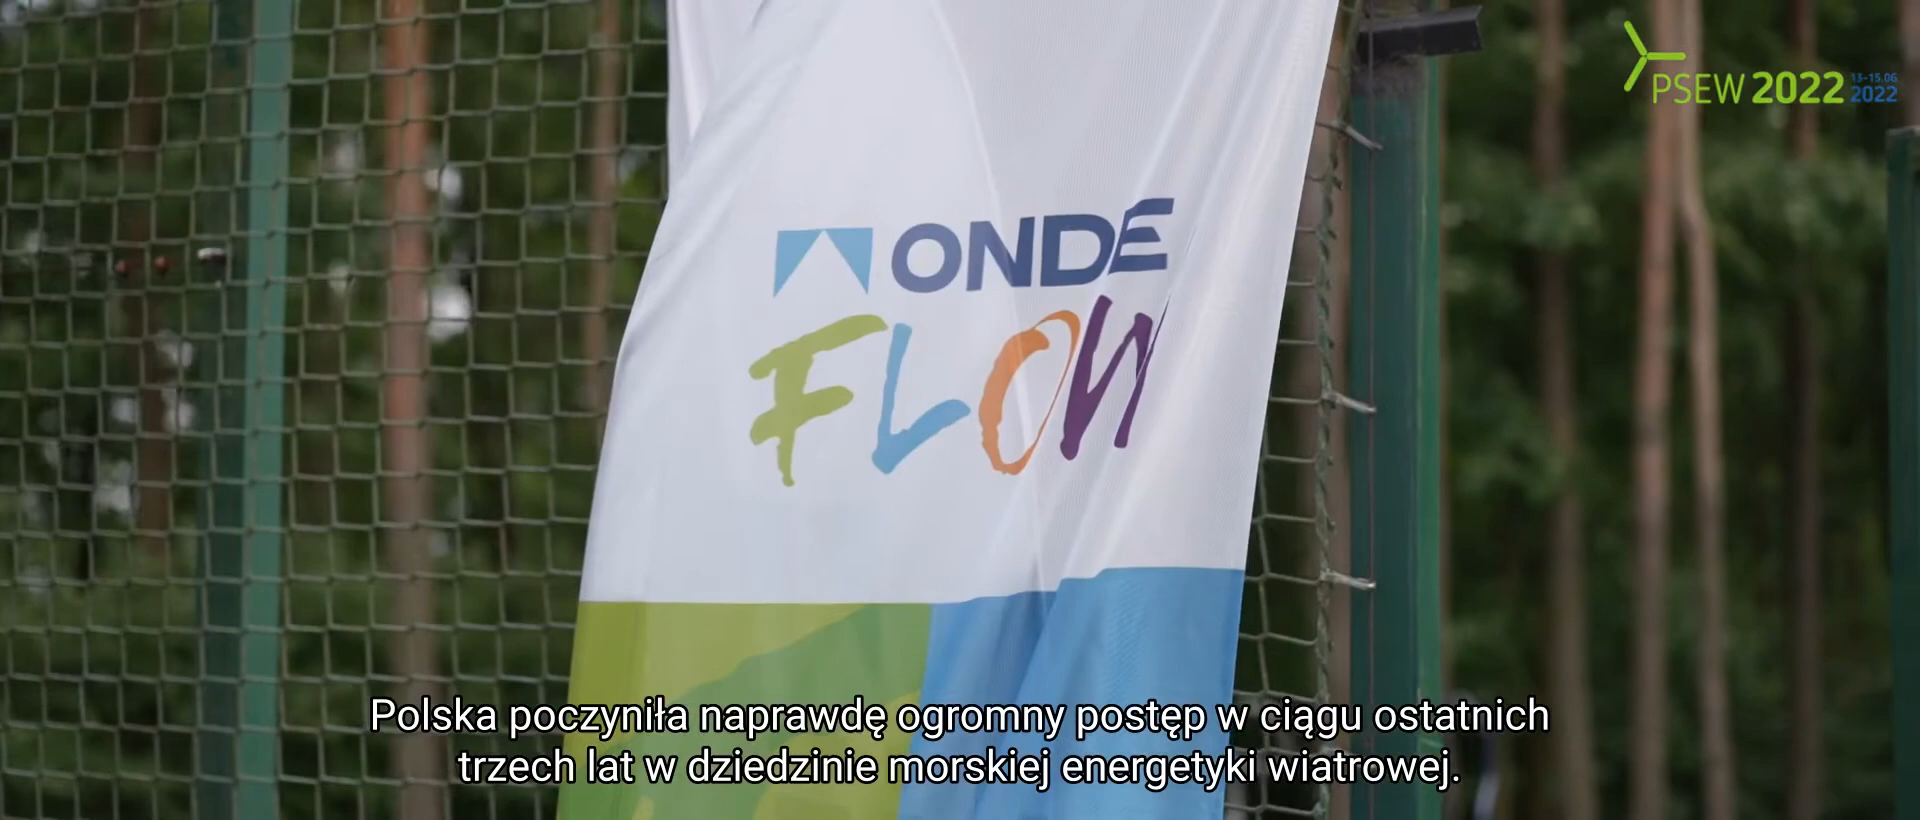 PSEW 2022 13-15.06
2022
ONDE
FLOW
Polska poczyniła naprawdę ogromny postęp w ciągu ostatnich
trzech lat w dziedzinie morskiej energetyki wiatrowej.